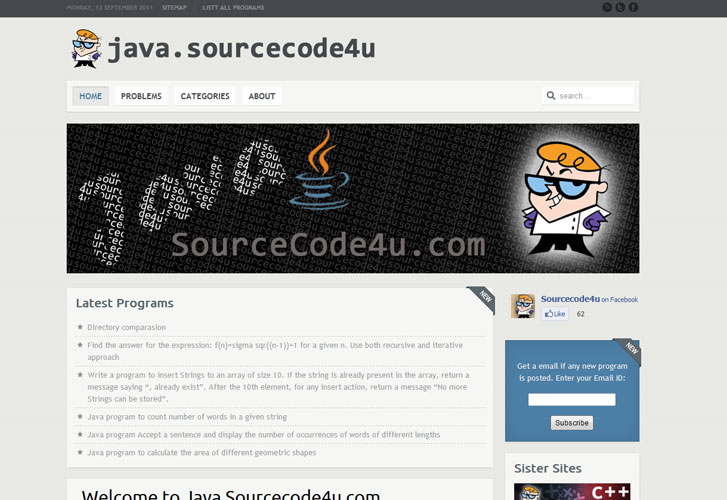 MONDAY, 12 SEPTEMBER 2011 SITEMAP LISTT ALL PROGRAMS
java.sourcecode4u
HOME PROBLEMS CATEGORIES ABOUT search...
SourceCode4u.com
Latest Programs
NEW
Directory comparasion
Find the answer for the expression: f(n)=sigma sqr((n-1))+1 for a given n. Use both recursive and iterative
approach
Write a program to insert Strings to an array of size 10. If the string is already present in the array, return a
message saying “, already exist”. After the 10th element, for any insert action, return a message “No more
Strings can be stored”.
Java program to count number of words in a given string
Java program Accept a sentence and display the number of occurrences of words of different lengths
Java program to calculate the area of different geometric shapes
Welcome to Java.Sourcecode4u.com
Sourcecode4u on Facebook
Like 62
NEW
Get a email if any new program
is posted. Enter your Email ID:
Subscribe
Sister Sites
C++